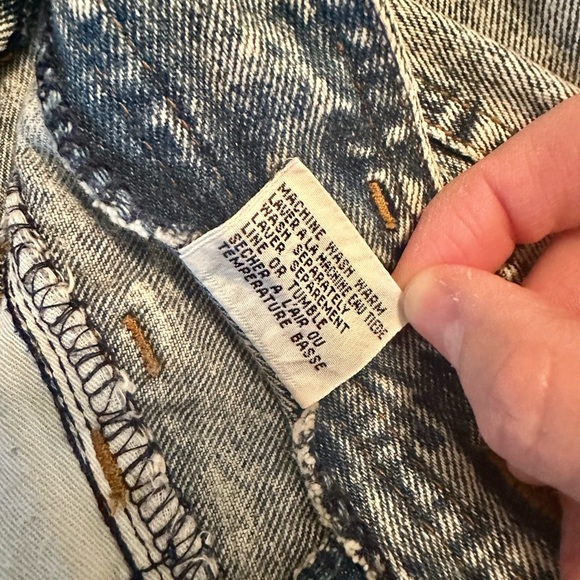 MACHINE WASH WARM
LAVER A LA MACHINE EAU TIEDE
WASH SEPARATELY
LAVER SEPAREMENT
LINE OR TUMBLE
SECHER A L'AIR OU
TEMPERATURE BASSE